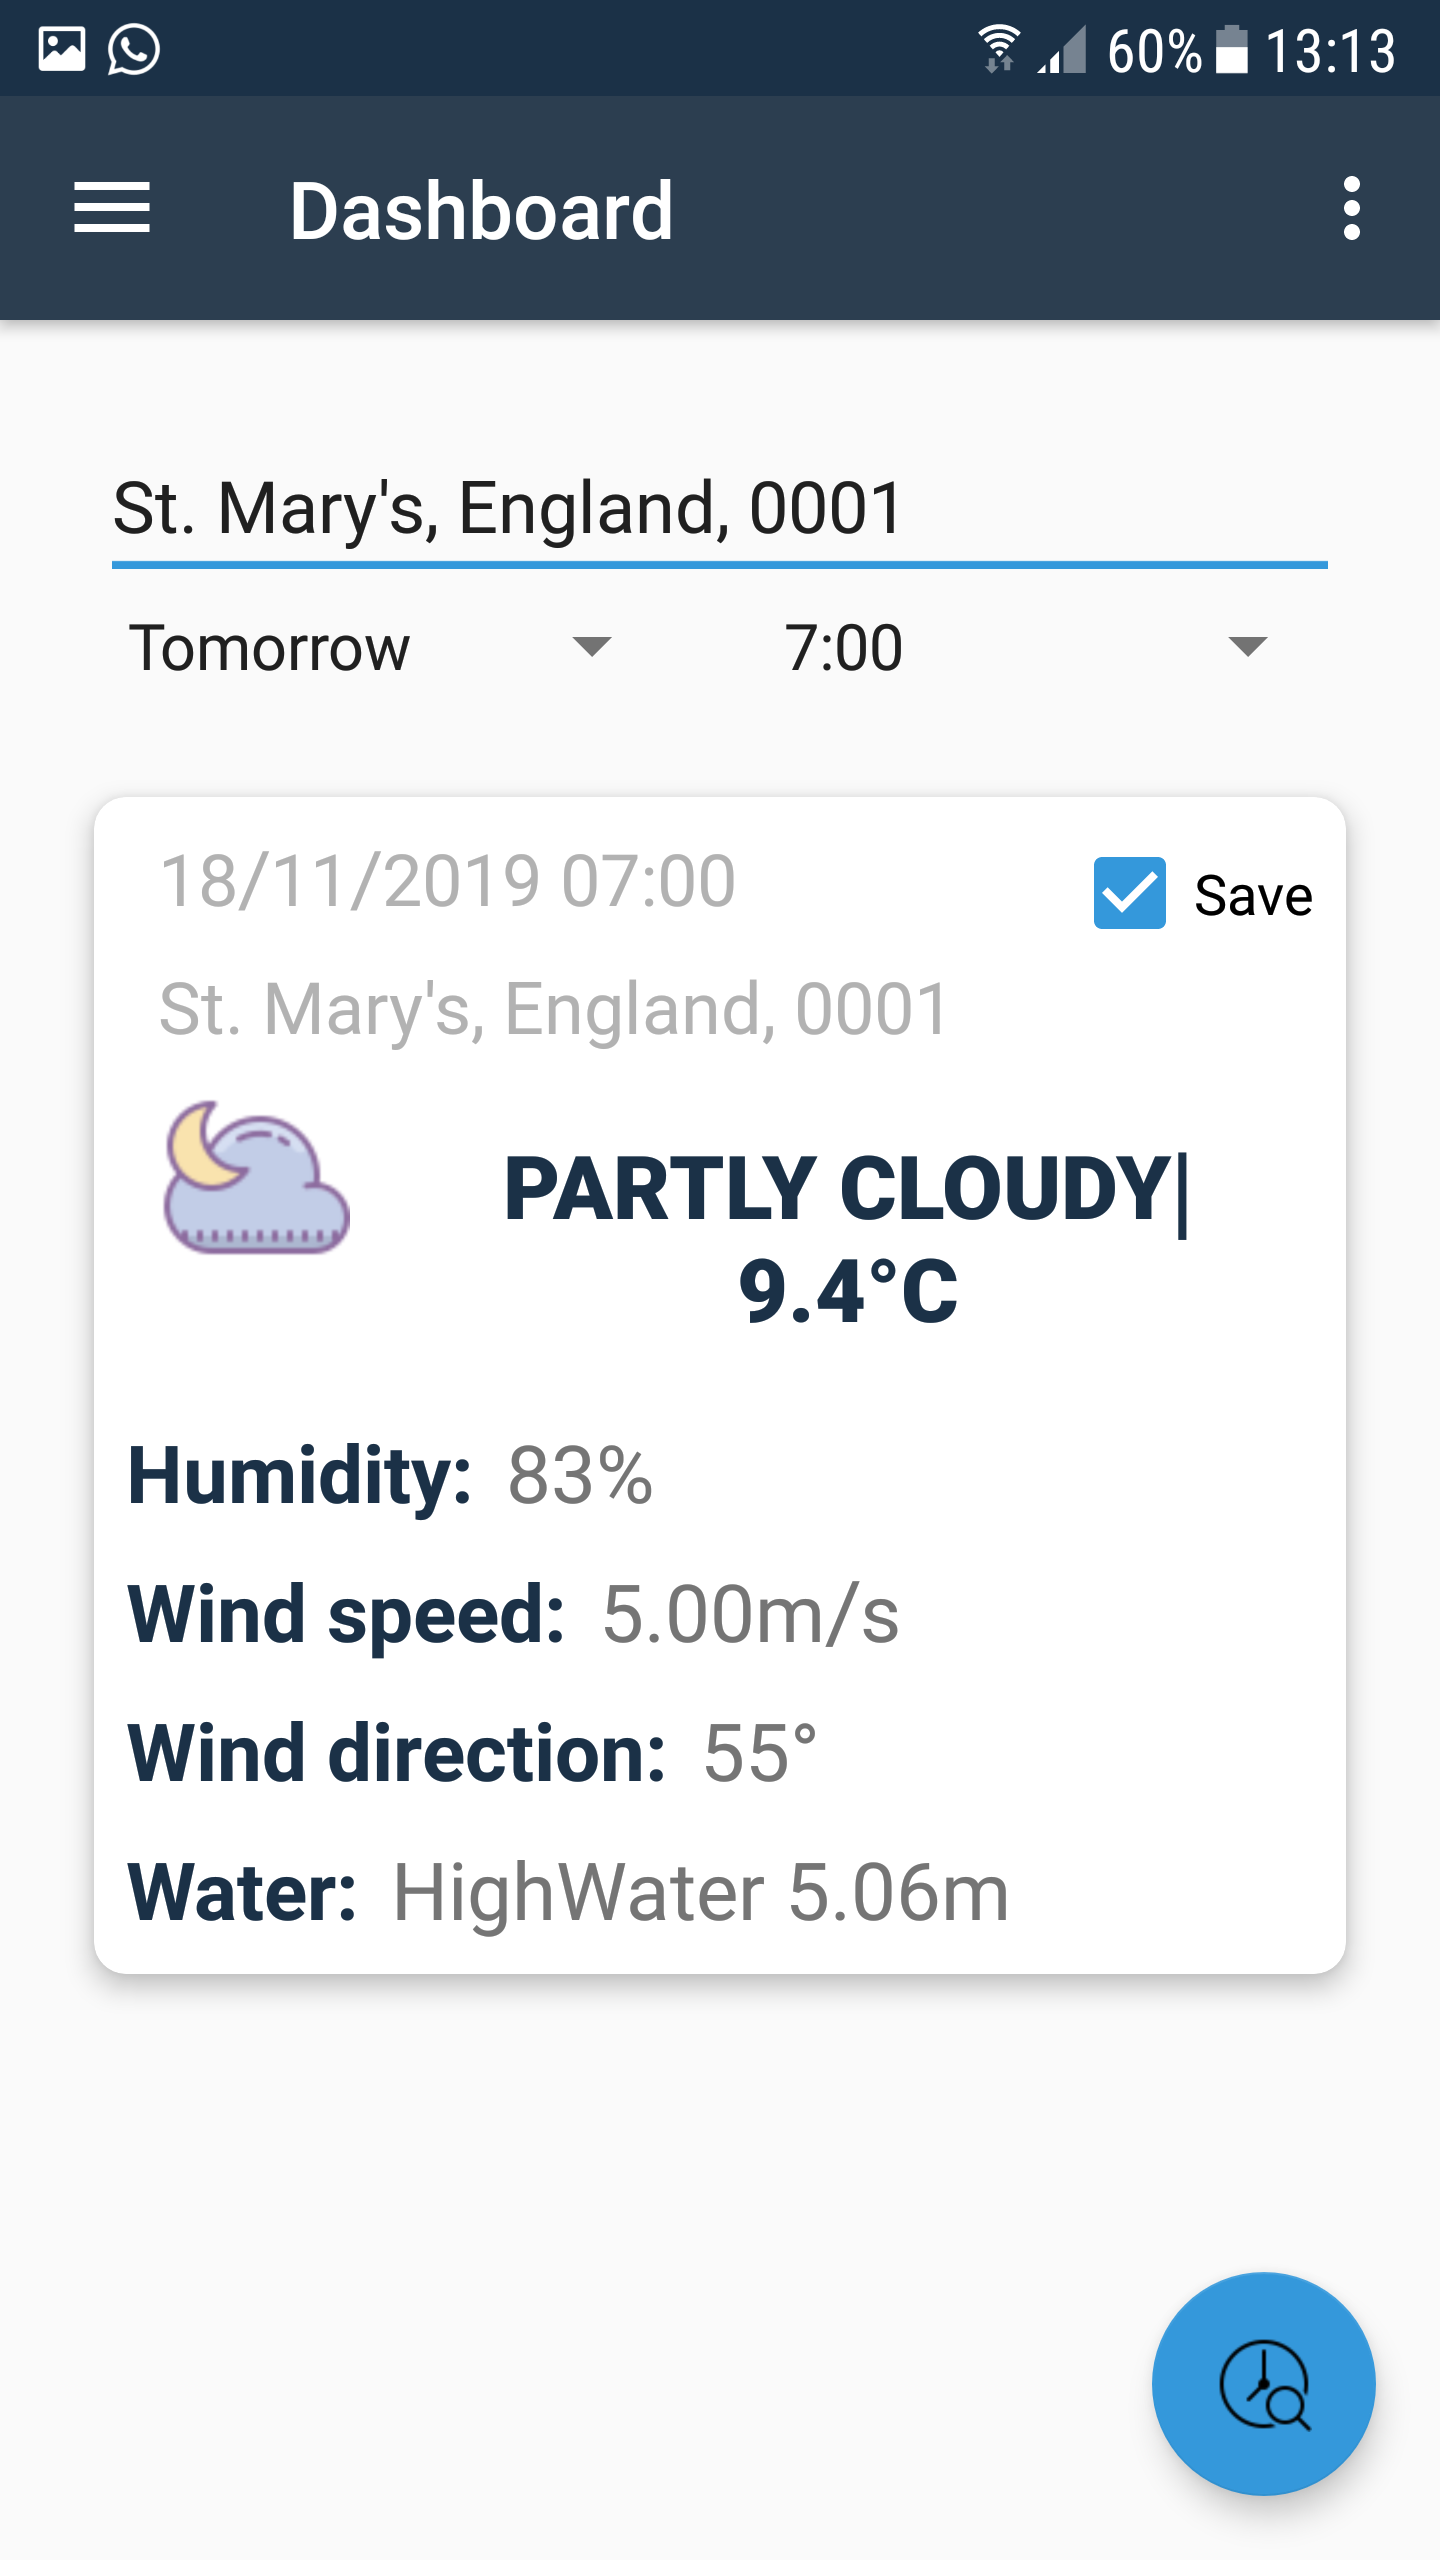 60% 13:13
Dashboard
St. Mary's, England, 0001
Tomorrow 7:00
18/11/2019 07:00
Save
St. Mary's, England, 0001
PARTLY CLOUDY|
9.4°C
Humidity: 83%
Wind speed: 5.00m/s
Wind direction: 55°
Water: HighWater 5.06m